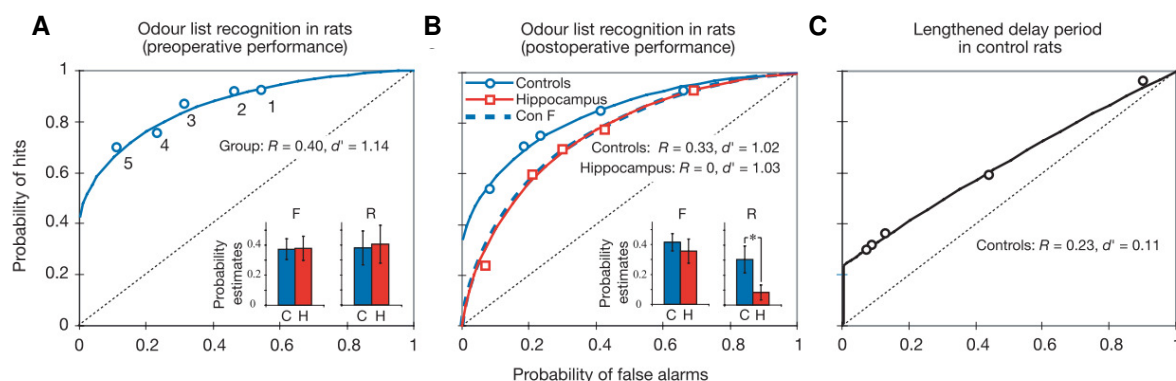 A
Odour list recognition in rats
(preoperative performance)
Probability of hits
1
0.8
0.6
0.4
0.2
0
5
4
3
2
1
Group: R = 0.40, d' = 1.14
Probability
estimates
0.4
0.2
0
F
C H
R
C H
0 0.2 0.4 0.6 0.8 1
B
Odour list recognition in rats
(postoperative performance)
Controls
Hippocampus
Con F
Controls: R = 0.33, d' = 1.02
Hippocampus: R = 0, d' = 1.03
Probability
estimates
0.4
0.2
0
F
C H
R
*
C H
0 0.2 0.4 0.6 0.8 1
Probability of false alarms
C
Lengthened delay period
in control rats
Controls: R = 0.23, d' = 0.11
0 0.2 0.4 0.6 0.8 1